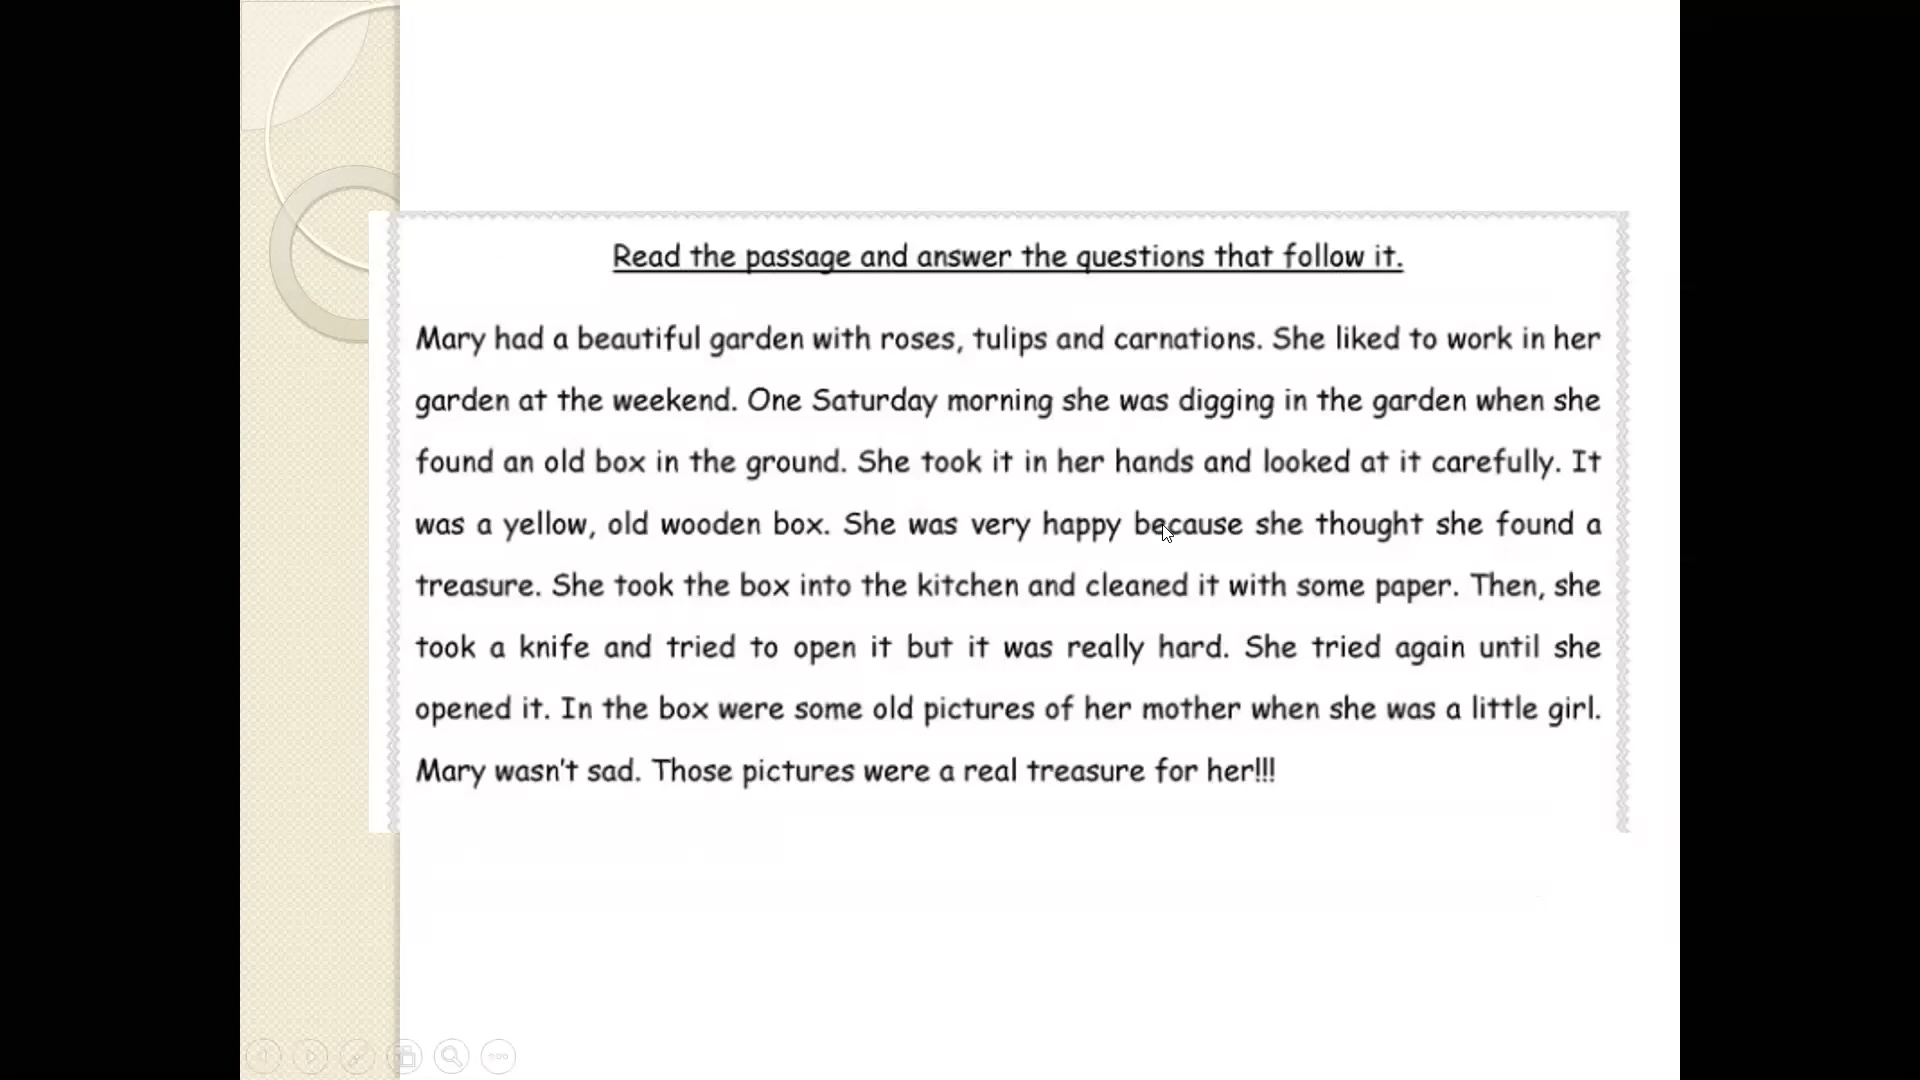 Read the passage and answer the questions that follow it.
Mary had a beautiful garden with roses, tulips and carnations. She liked to work in her
garden at the weekend. One Saturday morning she was digging in the garden when she
found an old box in the ground. She took it in her hands and looked at it carefully. It
was a yellow, old wooden box. She was very happy because she thought she found a
treasure. She took the box into the kitchen and cleaned it with some paper. Then, she
took a knife and tried to open it but it was really hard. She tried again until she
opened it. In the box were some old pictures of her mother when she was a little girl.
Mary wasn't sad. Those pictures were a real treasure for her!!!